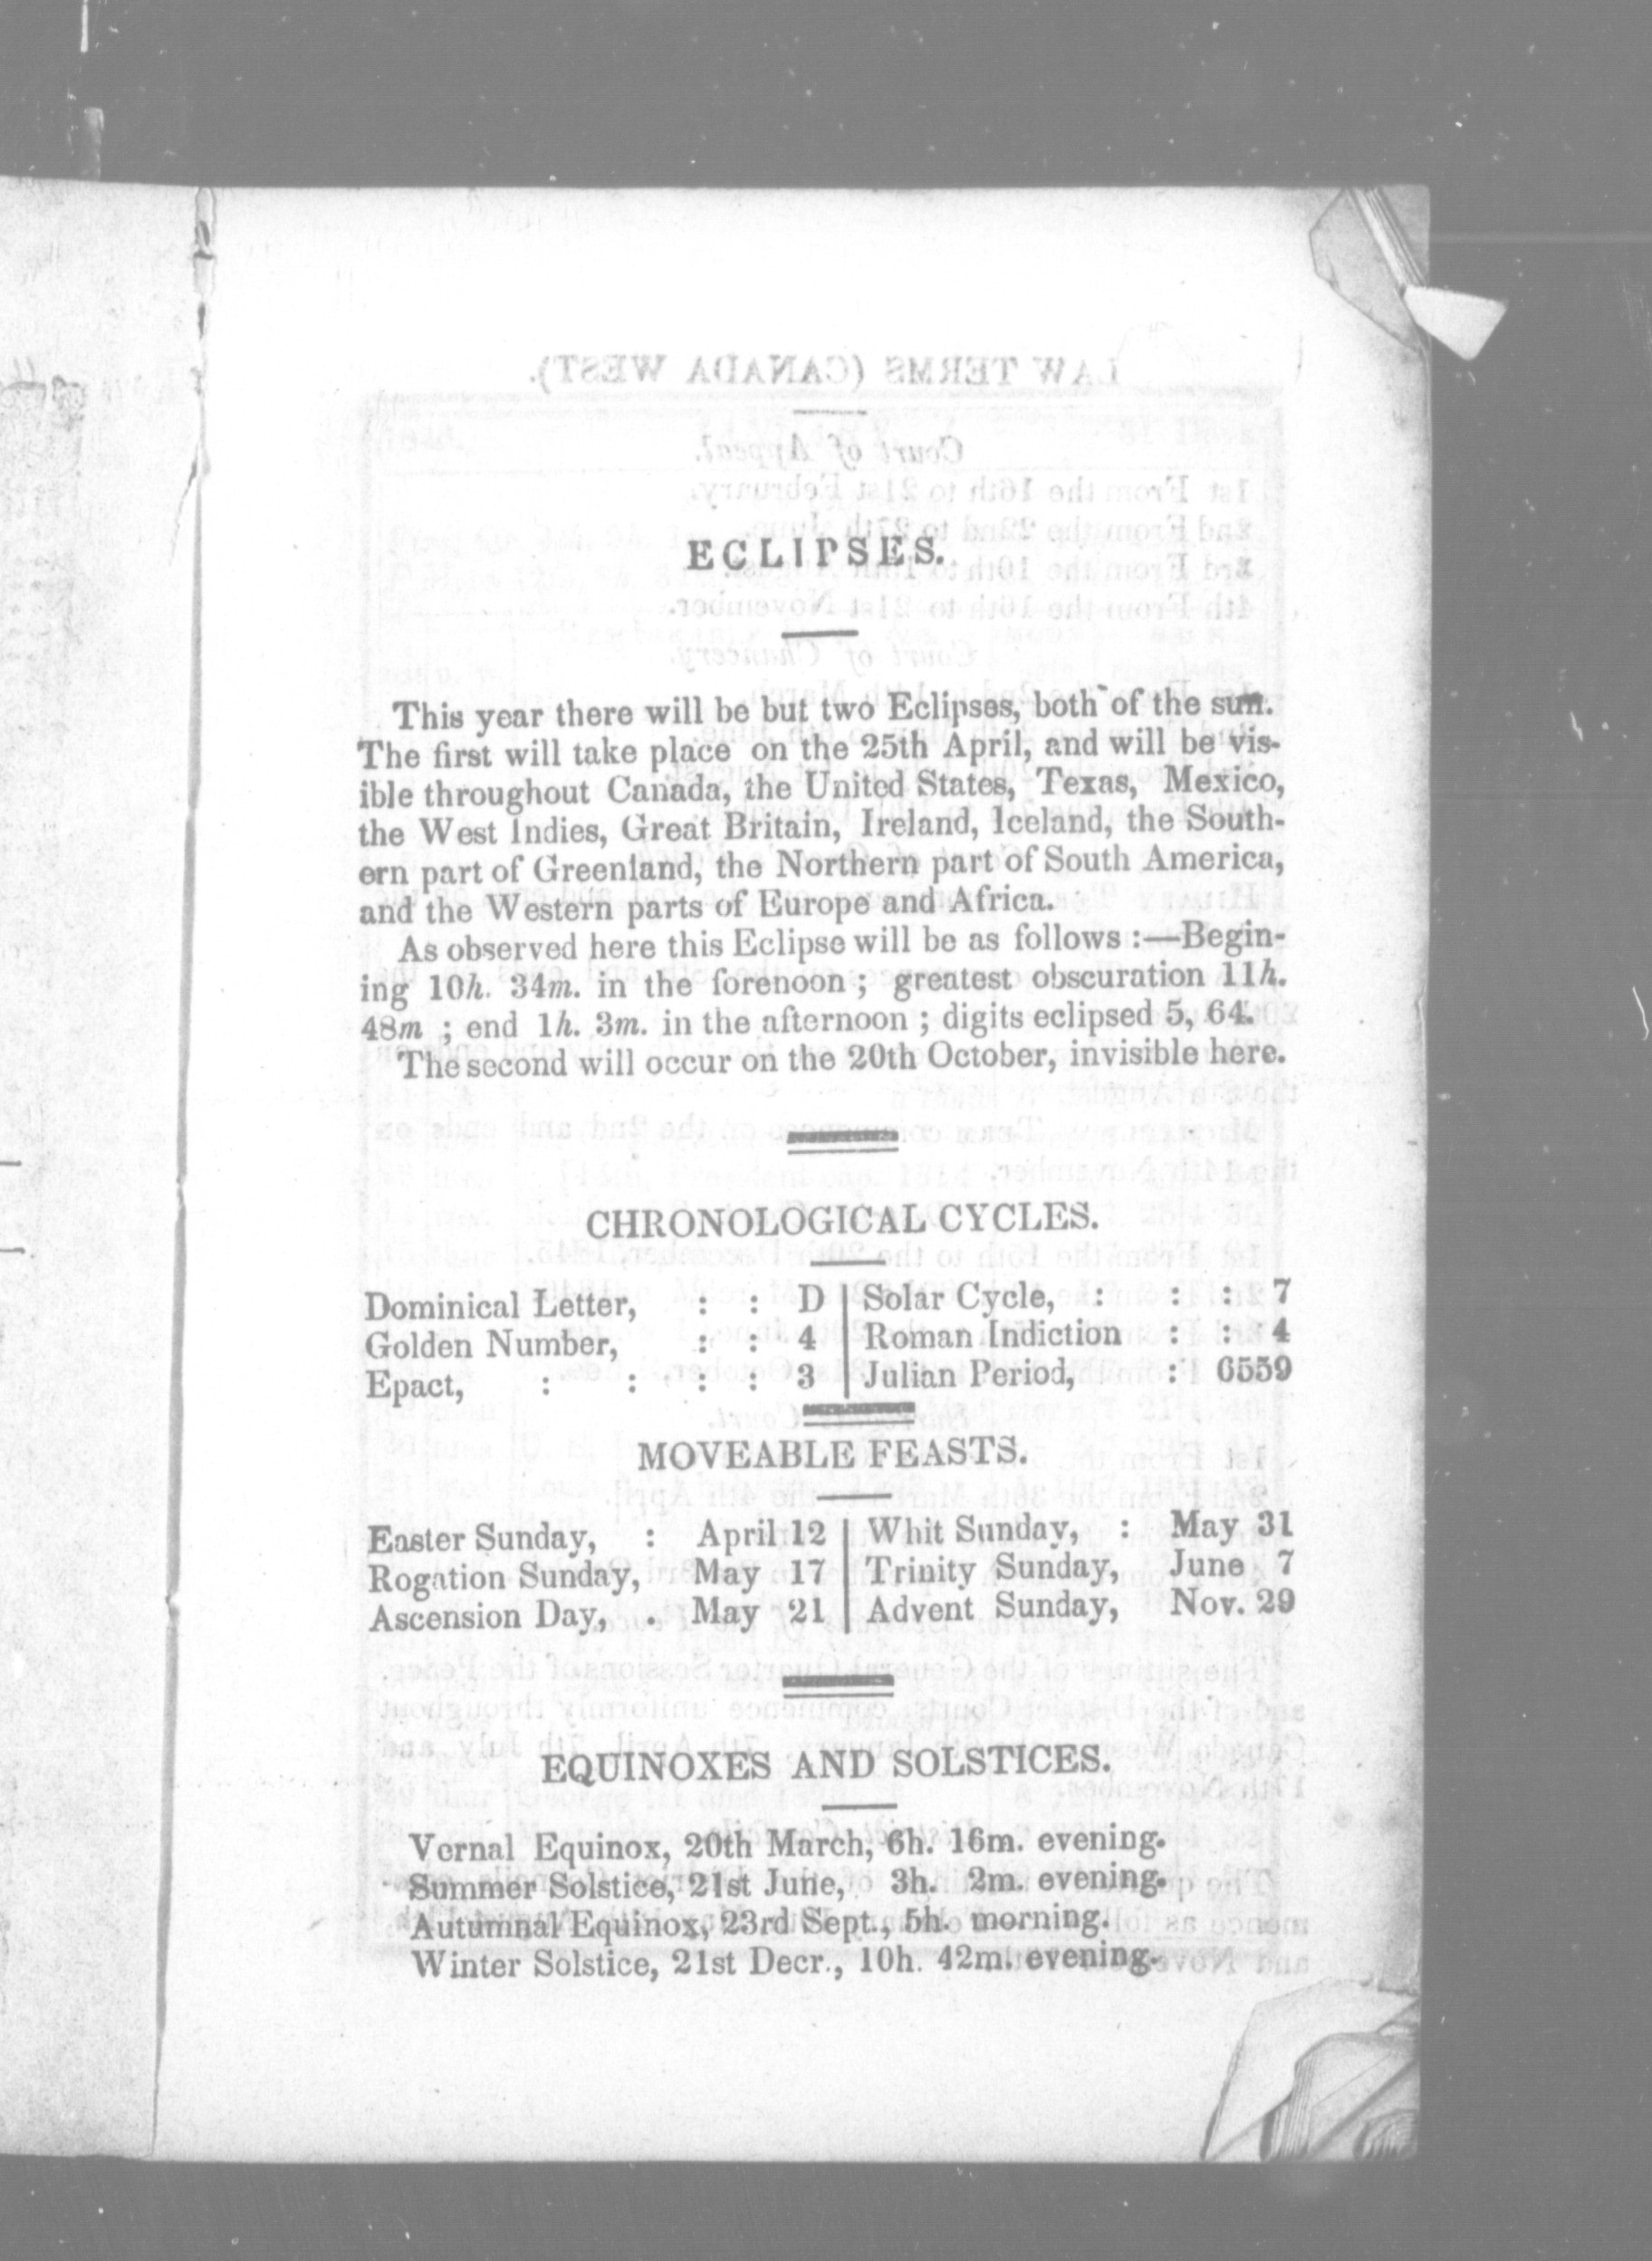 ECLIPSES.
This year there will be but two Eclipses, both of the sun.
The first will take place on the 25th April, and will be vis-
ible throughout Canada, the United States, Texas, Mexico,
the West Indies, Great Britain, Ireland, Iceland, the South-
ern part of Greenland, the Northern part of South America,
and the Western parts of Europe and Africa.
As observed here this Eclipse will be as follows :—Begin-
ing 10h. 34m. in the forenoon ; greatest obscuration 11h.
48m ; end 1h. 3m. in the afternoon ; digits eclipsed 5, 64.
The second will occur on the 20th October, invisible here.
CHRONOLOGICAL CYCLES.
Dominical Letter, : : D | Solar Cycle, : : : 7
Golden Number, : : 4 | Roman Indiction : : 4
Epact, : : : : 3 | Julian Period, : 6559
MOVEABLE FEASTS.
Easter Sunday, : April 12 | Whit Sunday, : May 31
Rogation Sunday, May 17 | Trinity Sunday, June 7
Ascension Day, . May 21 | Advent Sunday, Nov. 29
EQUINOXES AND SOLSTICES.
Vernal Equinox, 20th March, 6h. 16m. evening.
Summer Solstice, 21st June, 3h. 2m. evening.
Autumnal Equinox, 23rd Sept., 5h. morning.
Winter Solstice, 21st Decr., 10h. 42m. evening.